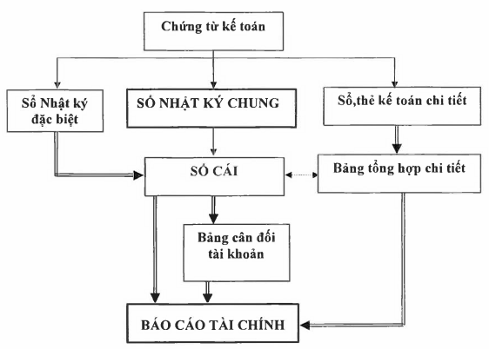 Chứng từ kế toán
Sổ Nhật ký
đặc biệt
SỔ NHẬT KÝ CHUNG
Sổ,thẻ kế toán chi tiết
SỔ CÁI
Bảng tổng hợp chi tiết
Bảng cân đối
tài khoản
BÁO CÁO TÀI CHÍNH